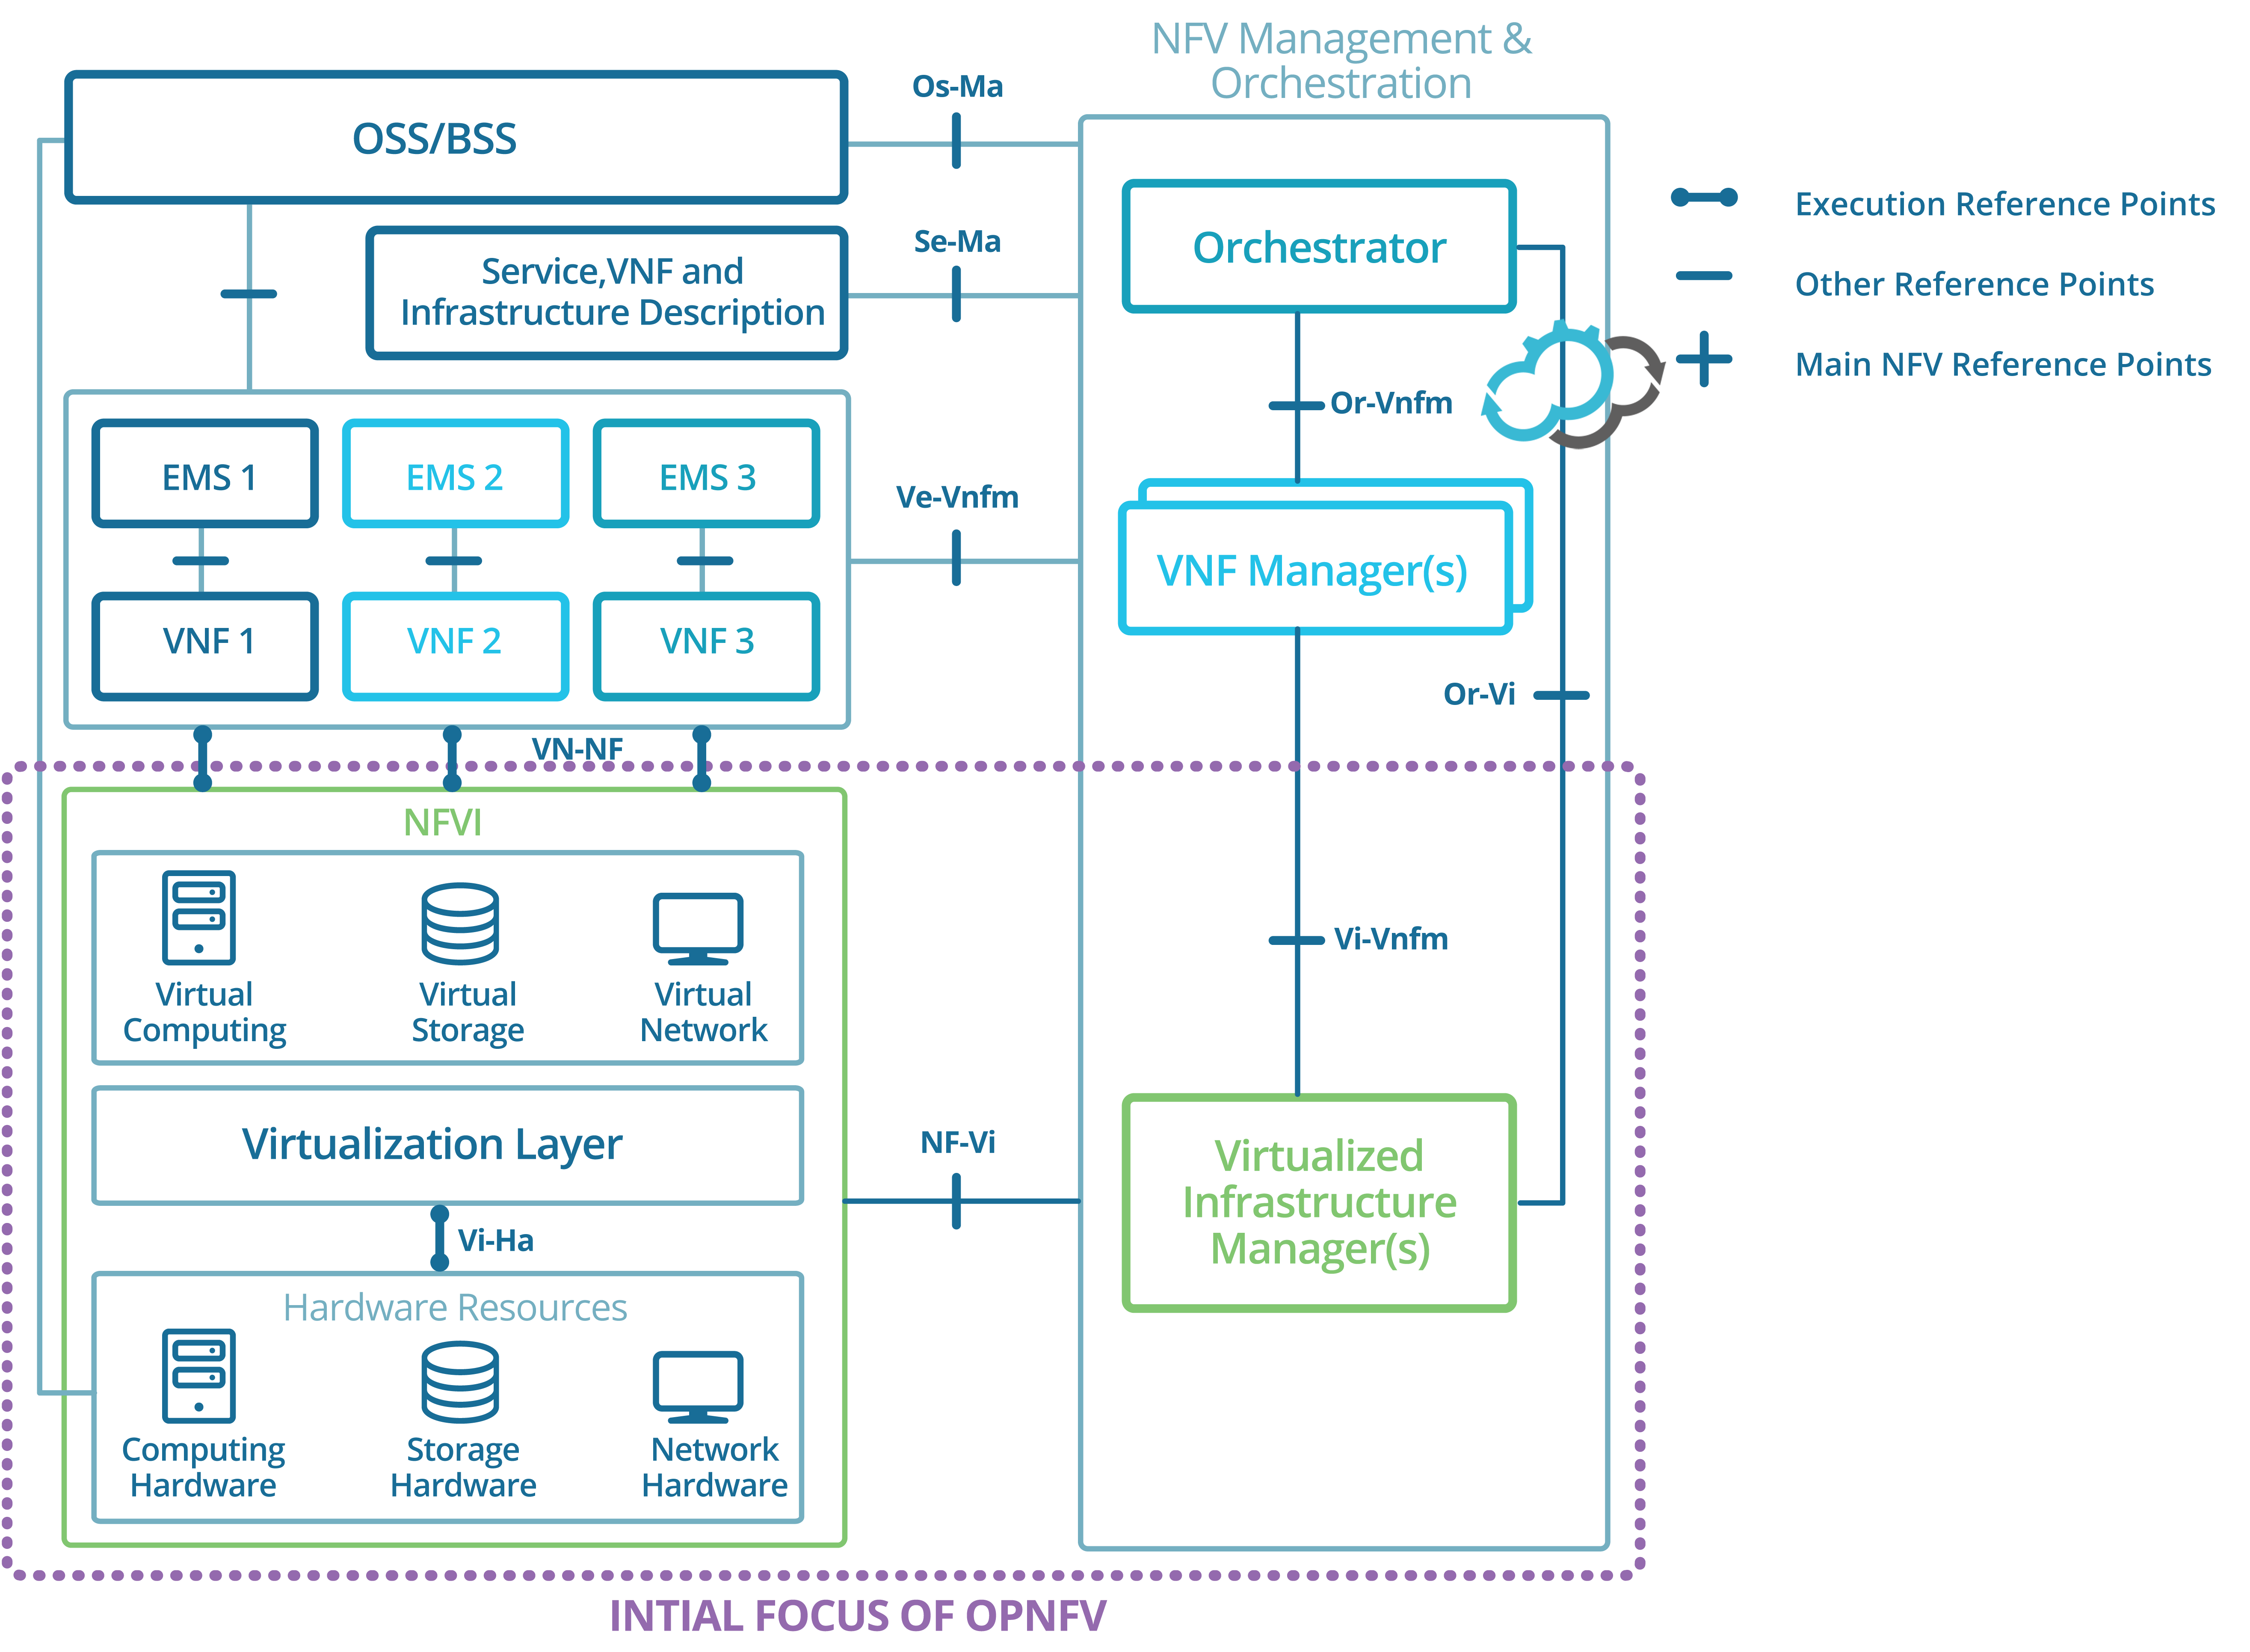 NFV Management &
Orchestration
Os-Ma
OSS/BSS
Execution Reference Points
Orchestrator
Se-Ma
Service,VNF and
Infrastructure Description
Other Reference Points
Main NFV Reference Points
Or-Vnfm
EMS 1
EMS 2
EMS 3
Ve-Vnfm
VNF Manager(s)
VNF 1
VNF 2
VNF 3
Or-Vi
VN-NF
NFVI
Virtual
Computing
Virtual
Storage
Virtual
Network
Vi-Vnfm
Virtualization Layer
NF-Vi
Virtualized
Infrastructure
Manager(s)
Vi-Ha
Hardware Resources
Computing
Hardware
Storage
Hardware
Network
Hardware
INTIAL FOCUS OF OPNFV